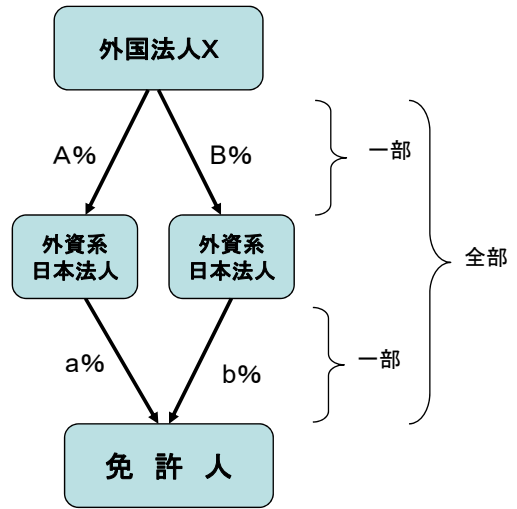 外国法人X
A%
B%
一部
外資系
日本法人
外資系
日本法人
全部
a%
b%
一部
免 許 人